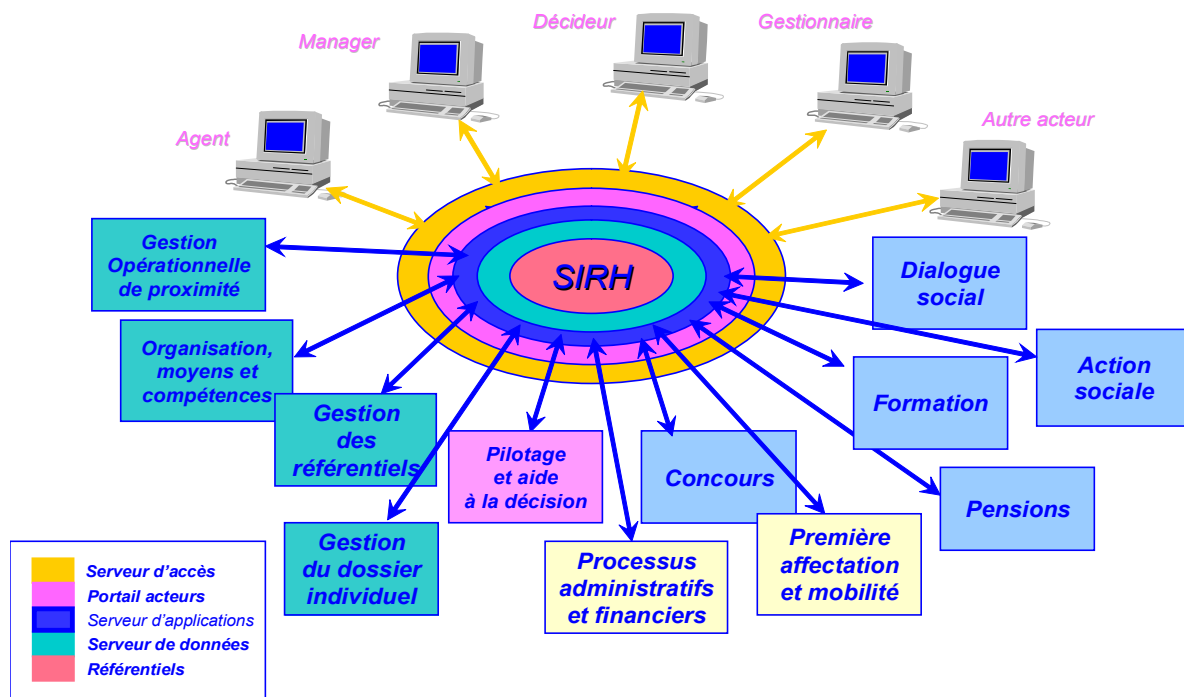 Décideur
Gestionnaire
Manager
Autre acteur
Agent
SIRH
Gestion
Opérationnelle
de proximité
Dialogue
social
Organisation,
moyens et
compétences
Action
sociale
Formation
Gestion
des
référentiels
Pilotage
et aide
à la décision
Concours
Pensions
Gestion
du dossier
individuel
Processus
administratifs
et financiers
Première
affectation
et mobilité
Serveur d’accès
Portail acteurs
Serveur d’applications
Serveur de données
Référentiels